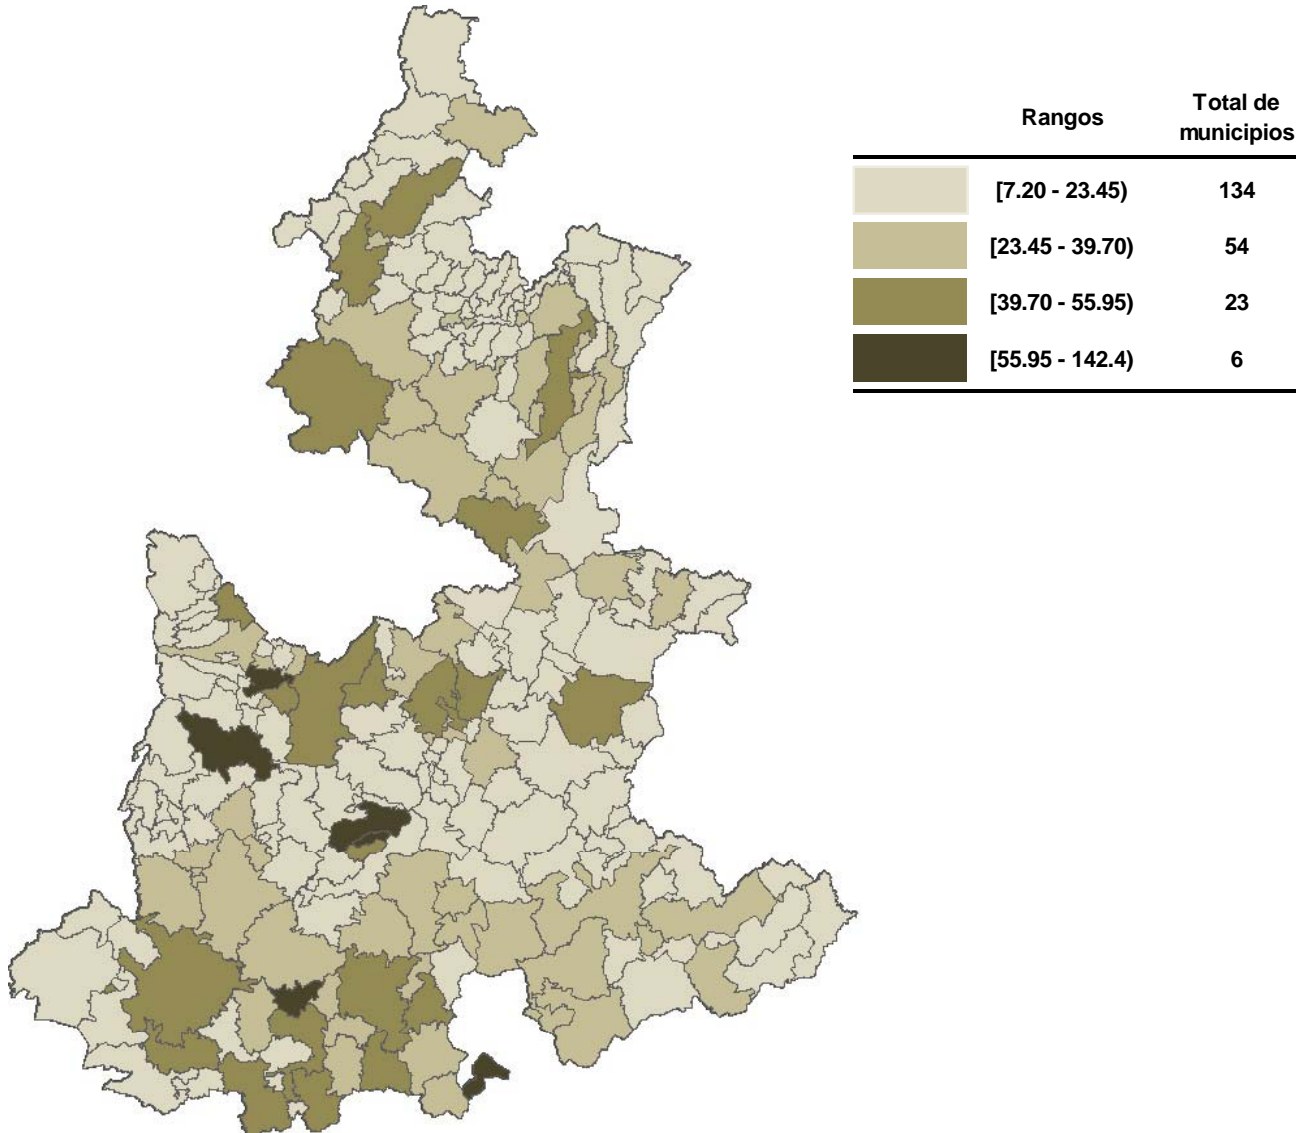 Rangos
Total de
municipios
[7.20 - 23.45) 134
[23.45 - 39.70) 54
[39.70 - 55.95) 23
[55.95 - 142.4) 6